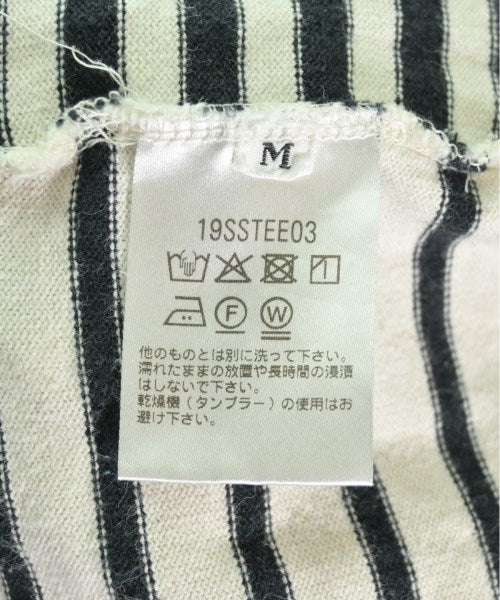 M
19SSTEE03
F W
他のものとは別に洗って下さい。
濡れたままの放置や長時間の浸漬
はしないで下さい。
乾燥機（タンブラー）の使用はお
避け下さい。